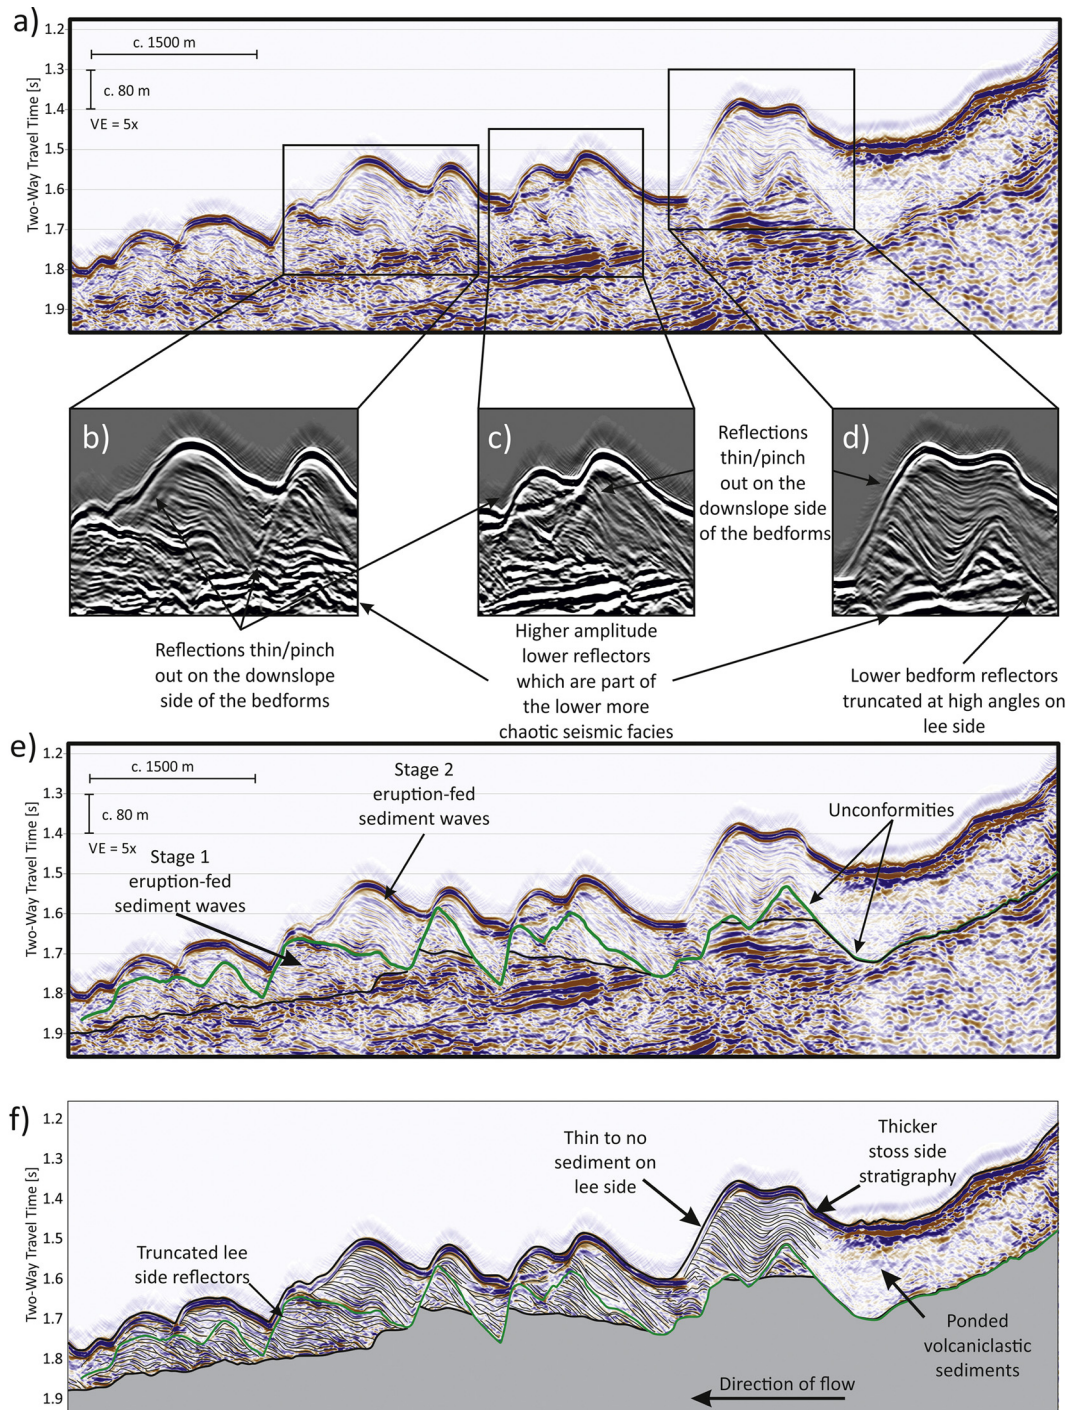 a)
1.2
c. 1500 m
1.3
c. 80 m
1.4
VE = 5x
1.5
1.6
1.7
1.8
1.9
Two-Way Travel Time [s]
b)
c)
d)
Reflections
thin/pinch
out on the
downslope side
of the bedforms
Reflections thin/pinch
out on the downslope
side of the bedforms
Higher amplitude
lower reflectors
which are part of
the lower more
chaotic seismic facies
Lower bedform reflectors
truncated at high angles on
lee side
e)
1.2
c. 1500 m
1.3
c. 80 m
1.4
VE = 5x
1.5
1.6
1.7
1.8
1.9
Two-Way Travel Time [s]
Stage 2
eruption-fed
sediment waves
Stage 1
eruption-fed
sediment waves
Unconformities
f)
1.2
1.3
1.4
1.5
1.6
1.7
1.8
1.9
Two-Way Travel Time [s]
Thin to no
sediment on
lee side
Thicker
stoss side
stratigraphy
Truncated lee
side reflectors
Ponded
volcaniclastic
sediments
Direction of flow